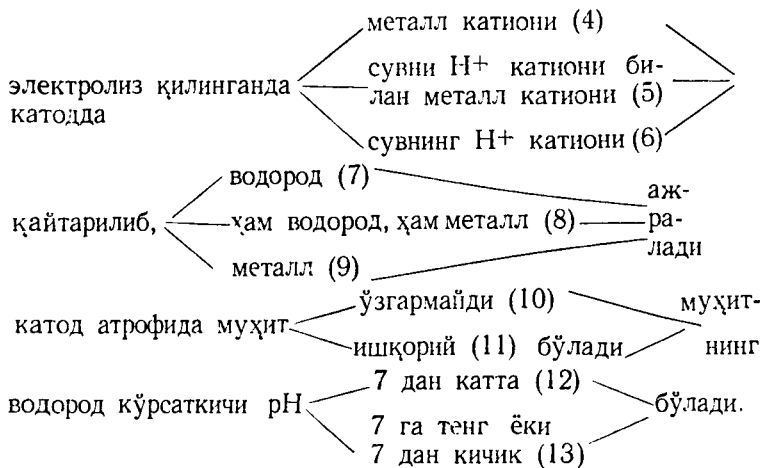 металл катиони (4)
электролиз қилинганда
катодда
сувни H+ катиони би-
лан металл катиони (5)
сувнинг H+ катиони (6)
водород (7)
қайтарилиб,
ҳам водород, ҳам металл (8)
металл (9)
аж-
ра-
лади
катод атрофида муҳит
ўзгармайди (10)
ишқорий (11) бўлади
муҳит-
нинг
водород кўрсаткичи pH
7 дан катта (12)
7 га тенг ёки
7 дан кичик (13)
бўлади.